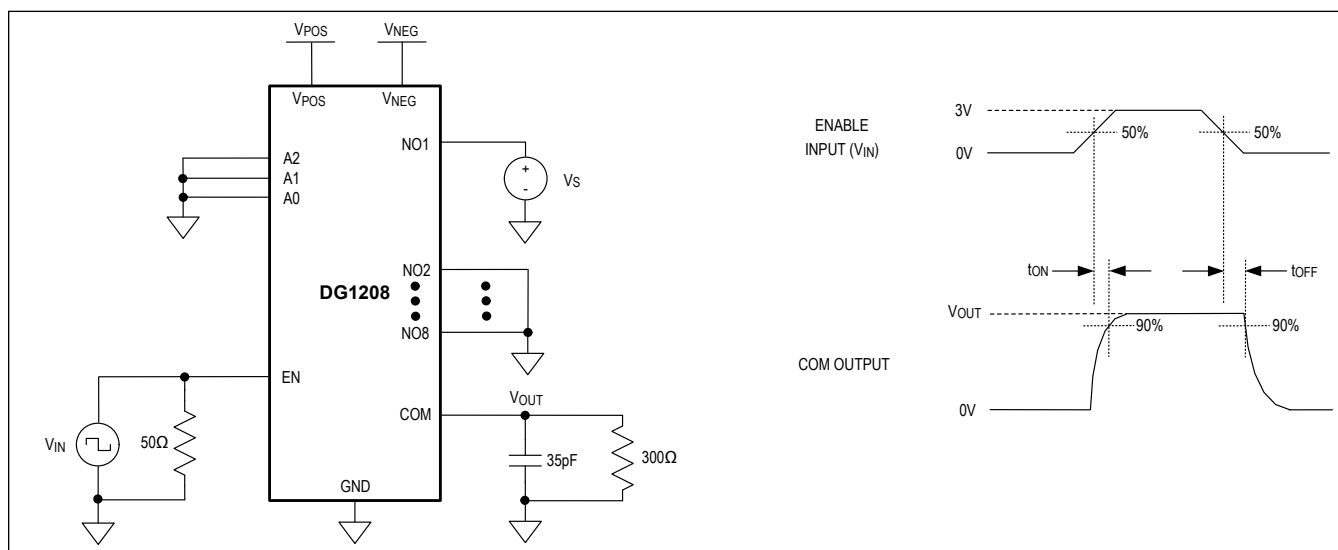 VPOS
VNEG
VPOS
VNEG
A2
A1
A0
NO1
VS
NO2
DG1208
NO8
EN
VIN
50Ω
COM
VOUT
35pF
300Ω
GND
ENABLE
INPUT (VIN)
3V
50%
50%
0V
tON
tOFF
VOUT
90%
90%
COM OUTPUT
0V